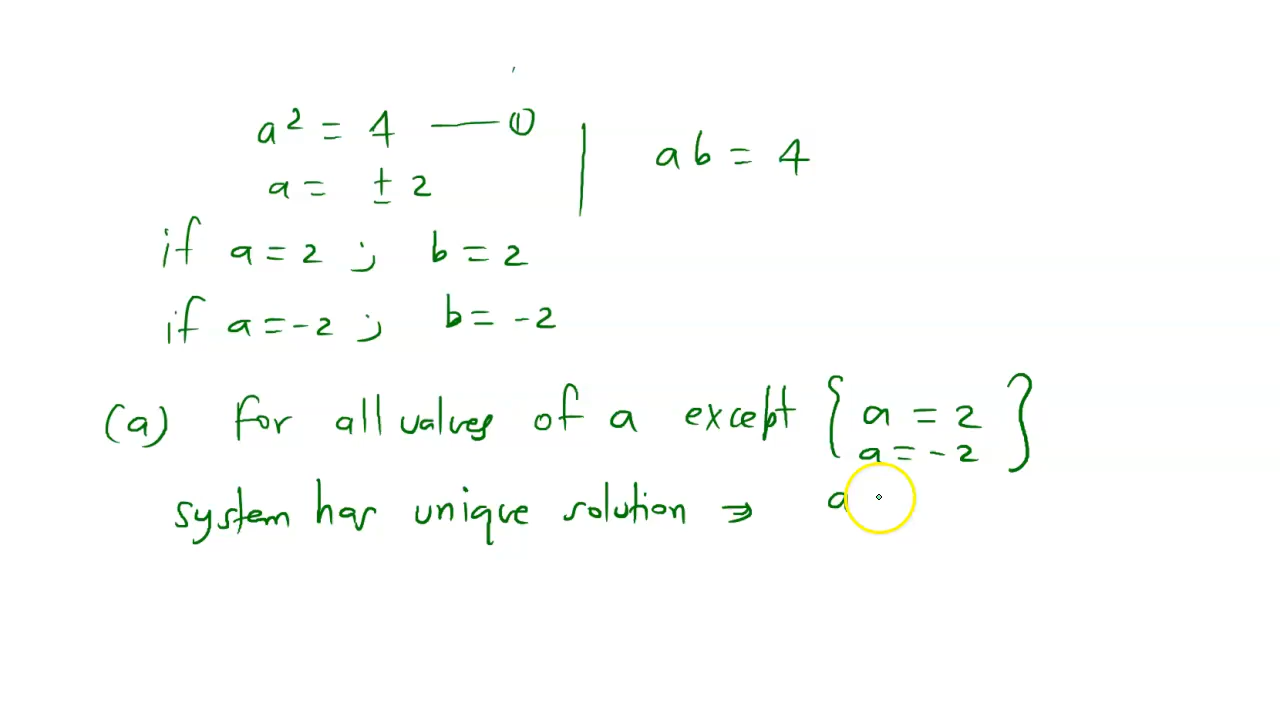 a² = 4 —— ①
a = ± 2
ab = 4
if a = 2 ; b = 2
if a = -2 ; b = -2
(a) for all values of a except { a = 2
a = -2 }
system has unique solution ⇒ a